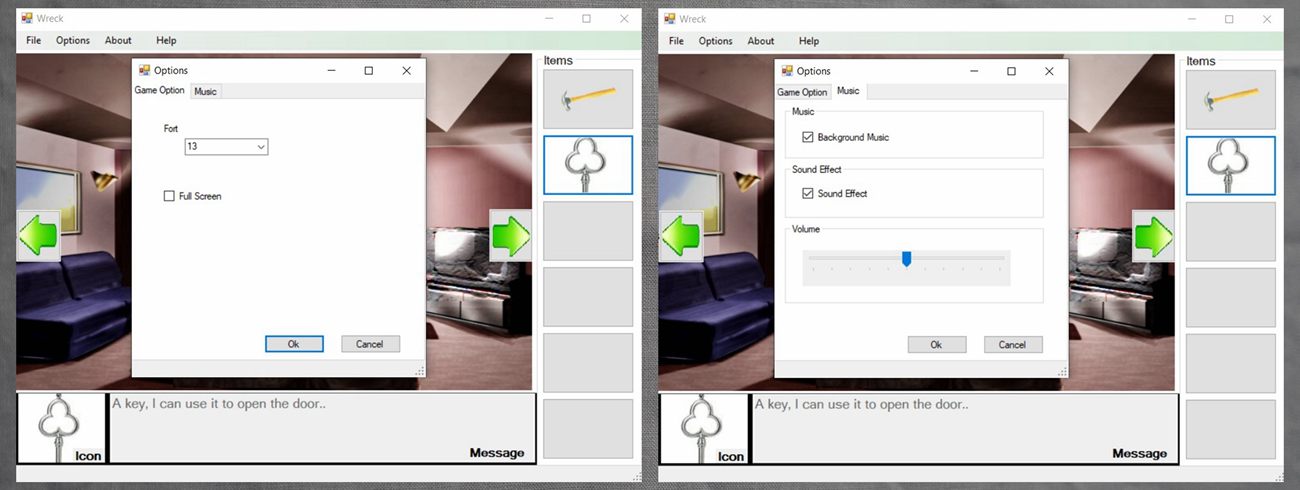 Wreck
File Options About Help
Items
Options
Game Option Music
Fort
13
Full Screen
Ok Cancel
A key, I can use it to open the door..
Icon
Message
Wreck
File Options About Help
Items
Options
Game Option Music
Music
Background Music
Sound Effect
Sound Effect
Volume
Ok Cancel
A key, I can use it to open the door..
Icon
Message